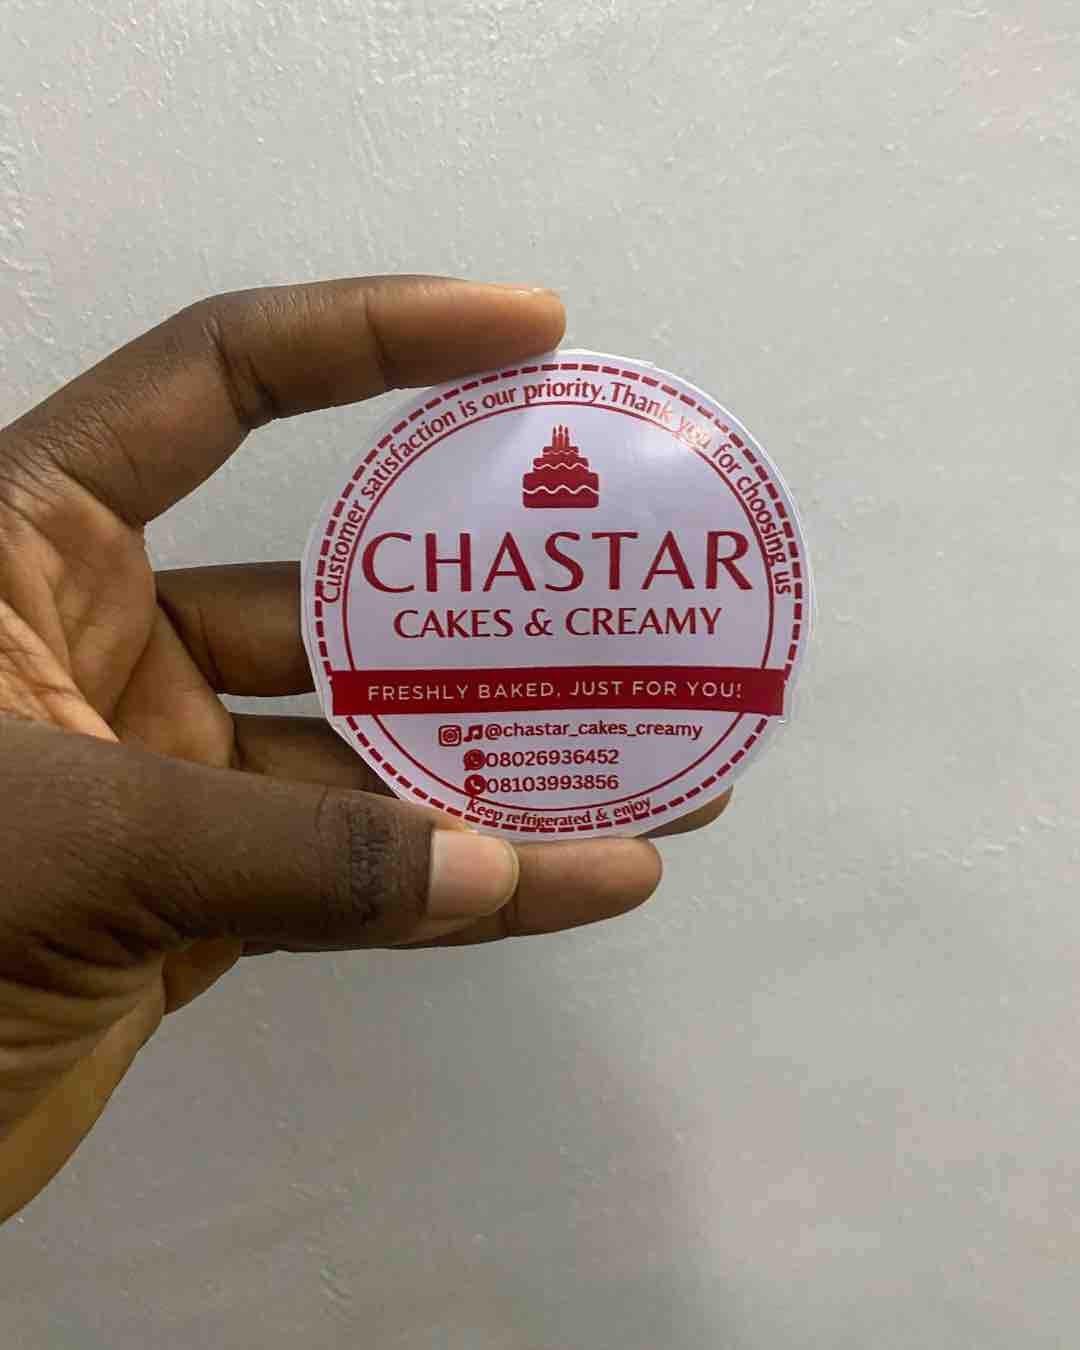 Customer satisfaction is our priority. Thank you for choosing us
CHASTAR
CAKES & CREAMY
FRESHLY BAKED, JUST FOR YOU!
@chastar_cakes_creamy
08026936452
08103993856
Keep refrigerated & enjoy